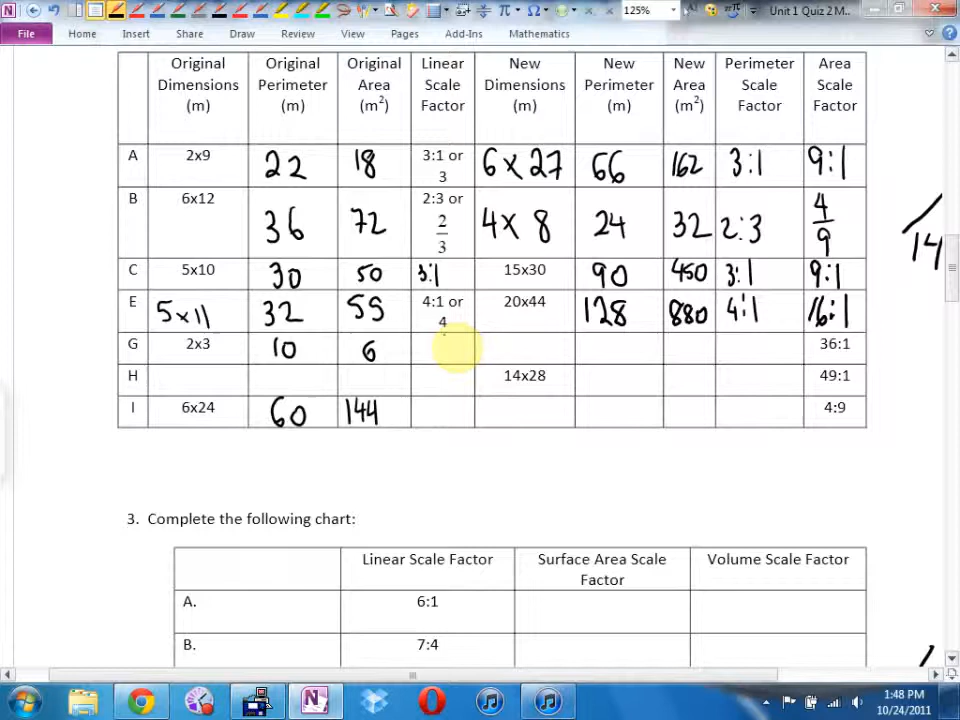 125%
Unit 1 Quiz 2 M...
File Home Insert Share Draw Review View Pages Add-Ins Mathematics
Original Dimensions (m) Original Perimeter (m) Original Area (m²) Linear Scale Factor New Dimensions (m) New Perimeter (m) New Area (m²) Perimeter Scale Factor Area Scale Factor
A 2x9 22 18 3:1 or 3 6 x 27 66 162 3:1 9:1
B 6x12 36 72 2:3 or 2/3 4 x 8 24 32 2:3 4/9
C 5x10 30 50 3:1 15x30 90 450 3:1 9:1
E 5 x 11 32 55 4:1 or 4 20x44 128 880 4:1 16:1
G 2x3 10 6 36:1
H 14x28 49:1
I 6x24 60 144 4:9
/14
3. Complete the following chart:
Linear Scale Factor Surface Area Scale Factor Volume Scale Factor
A. 6:1
B. 7:4
1:48 PM
10/24/2011